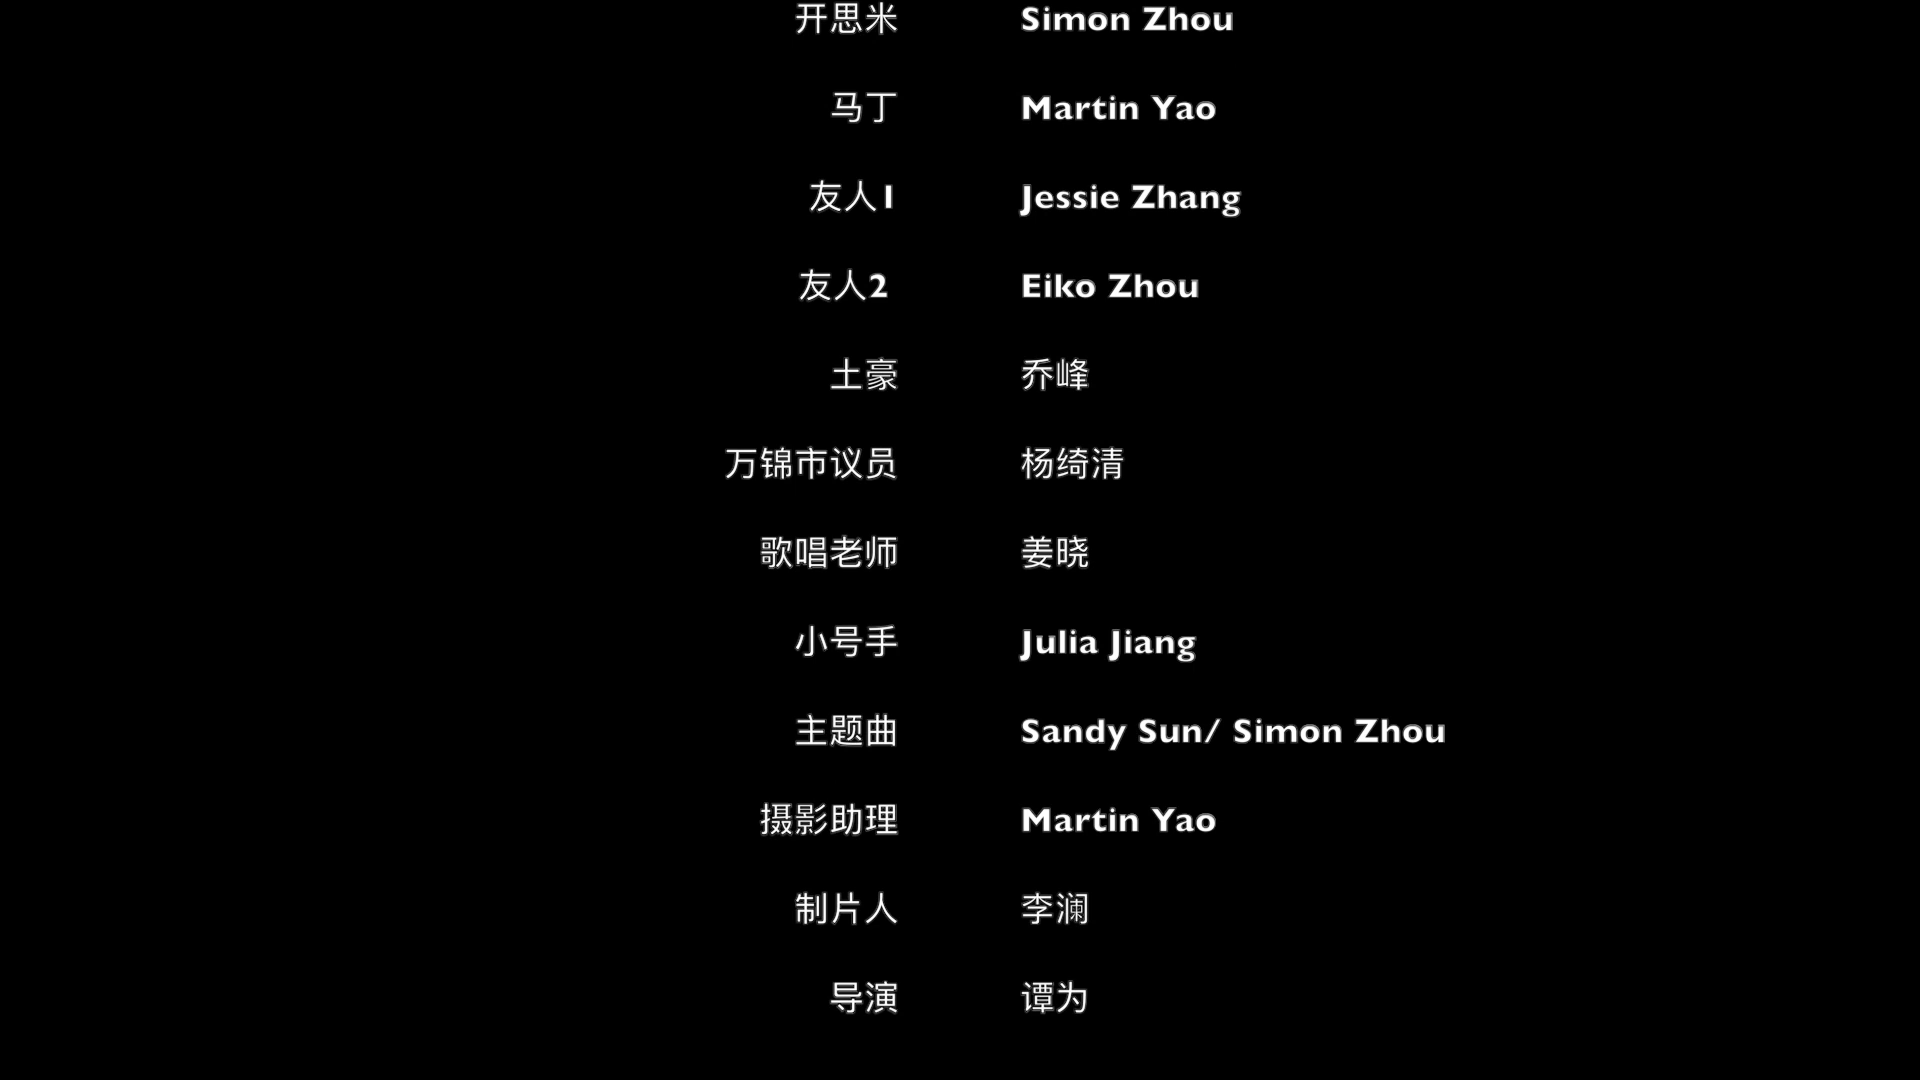 开思米 Simon Zhou
马丁 Martin Yao
友人1 Jessie Zhang
友人2 Eiko Zhou
土豪 乔峰
万锦市议员 杨绮清
歌唱老师 姜晓
小号手 Julia Jiang
主题曲 Sandy Sun/ Simon Zhou
摄影助理 Martin Yao
制片人 李澜
导演 谭为